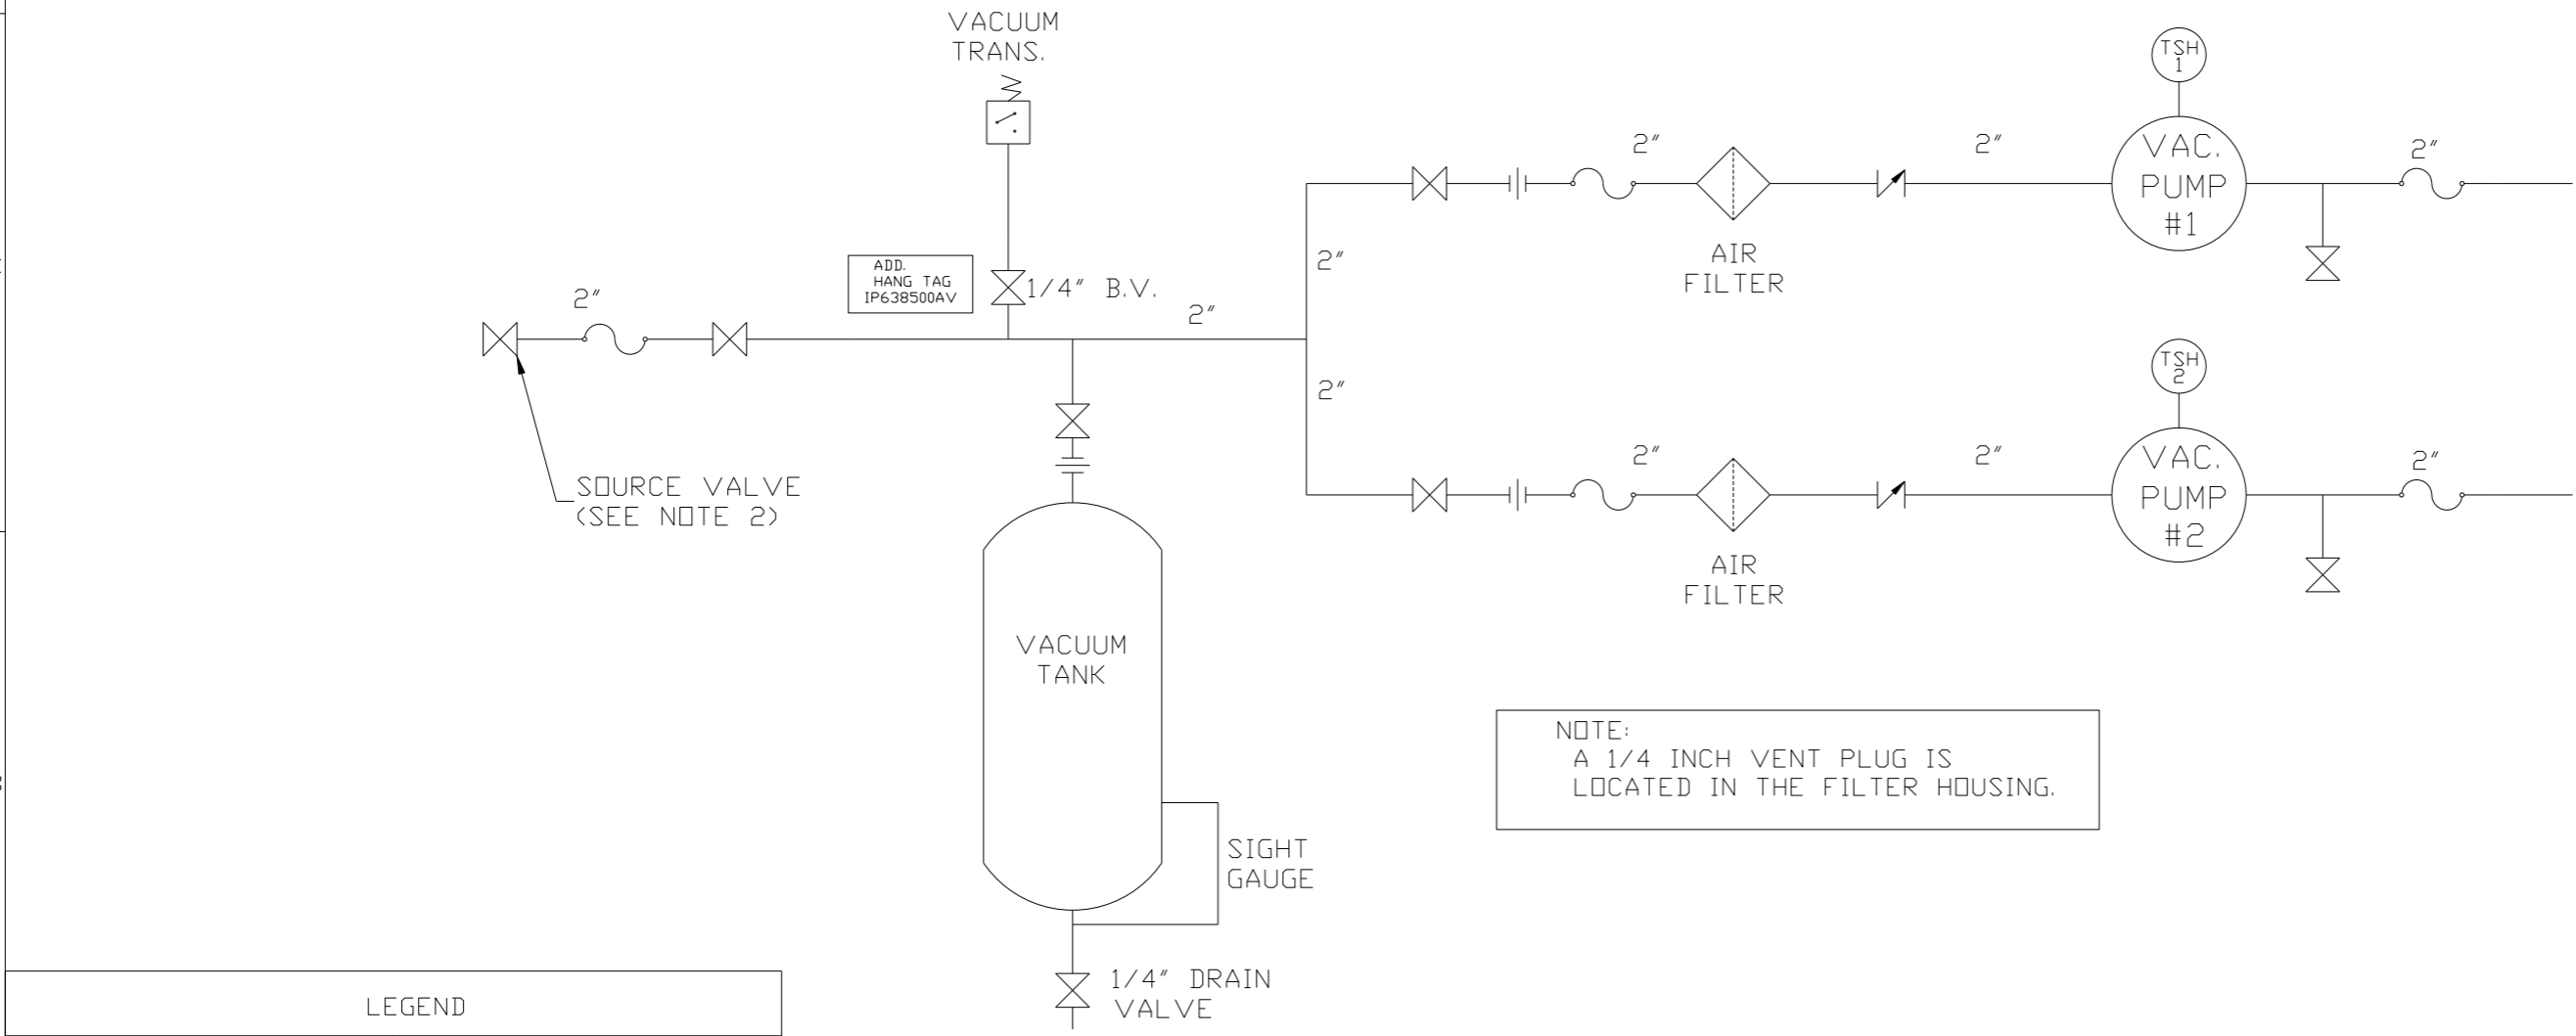 VACUUM
TRANS.
TSH
1
2"
2"
VAC.
PUMP
#1
2"
2"
AIR
FILTER
ADD.
HANG TAG
IP638500AV
1/4" B.V.
2"
2"
2"
TSH
2
2"
2"
VAC.
PUMP
#2
2"
SOURCE VALVE
(SEE NOTE 2)
AIR
FILTER
VACUUM
TANK
NOTE:
A 1/4 INCH VENT PLUG IS
LOCATED IN THE FILTER HOUSING.
SIGHT
GAUGE
1/4" DRAIN
VALVE
LEGEND